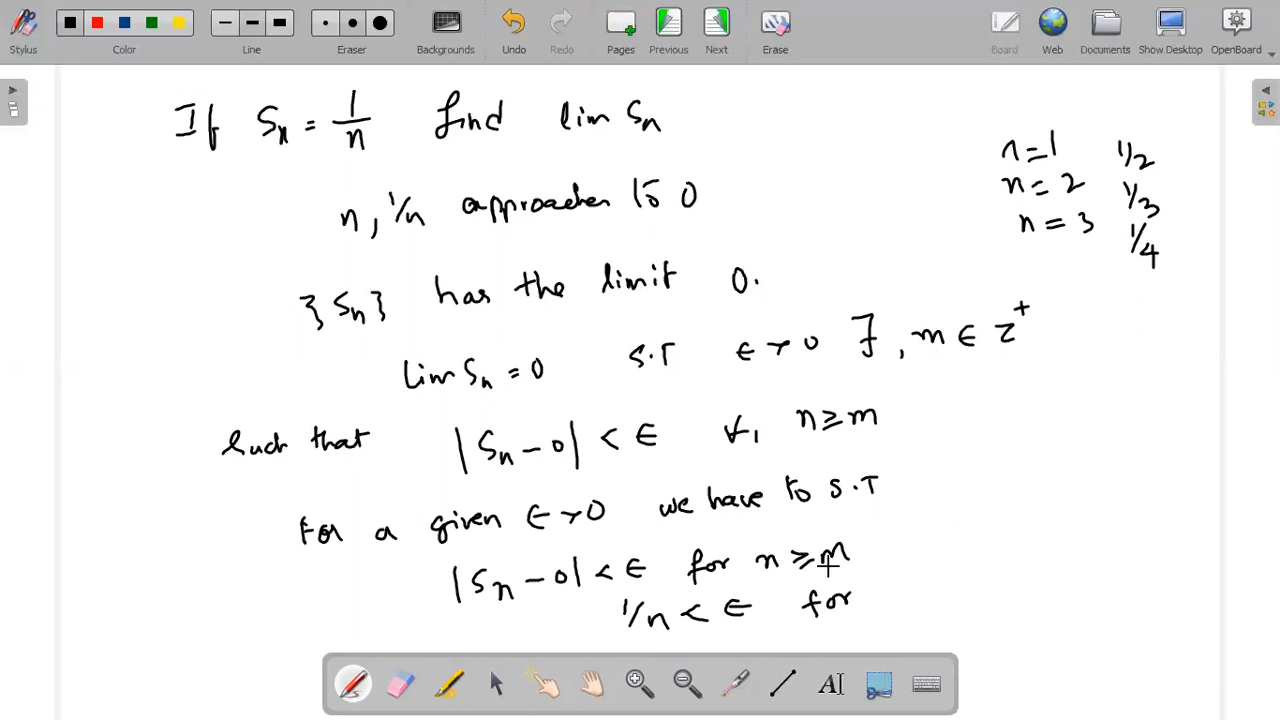 Stylus Color Line Eraser Backgrounds Undo Redo Pages Previous Next Erase Board Web Documents Show Desktop OpenBoard
If Sn = 1/n find lim Sn
n, 1/n approaches to 0
{Sn} has the limit 0.
lim Sn = 0 S.T ∈ > 0 ∃, m ∈ Z⁺
Such that |Sn - 0| < ∈ ∀, n ≥ m
For a given ∈ > 0 we have to S.T
|Sn - 0| < ∈ for n ≥ m
1/n < ∈ for
n = 1 1/2
n = 2 1/3
n = 3 1/4